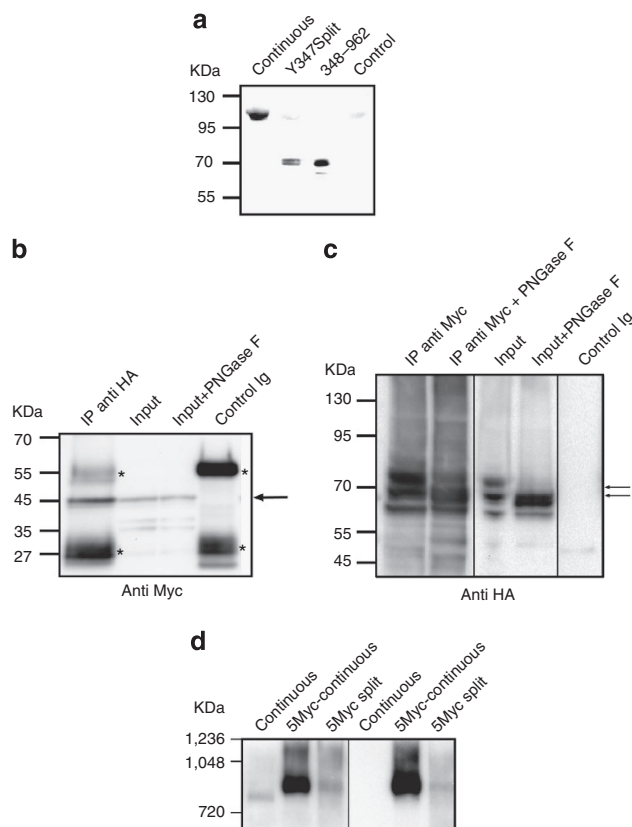 a
Continuous
Y347Split
348–962
Control
KDa
130
95
70
55
b
IP anti HA
Input
Input+PNGase F
Control Ig
KDa
70
55
45
35
27
*
*
*
*
Anti Myc
c
IP anti Myc
IP anti Myc + PNGase F
Input
Input+PNGase F
Control Ig
KDa
130
95
70
55
45
Anti HA
d
Continuous
5Myc-continuous
5Myc split
Continuous
5Myc-continuous
5Myc split
KDa
1,236
1,048
720